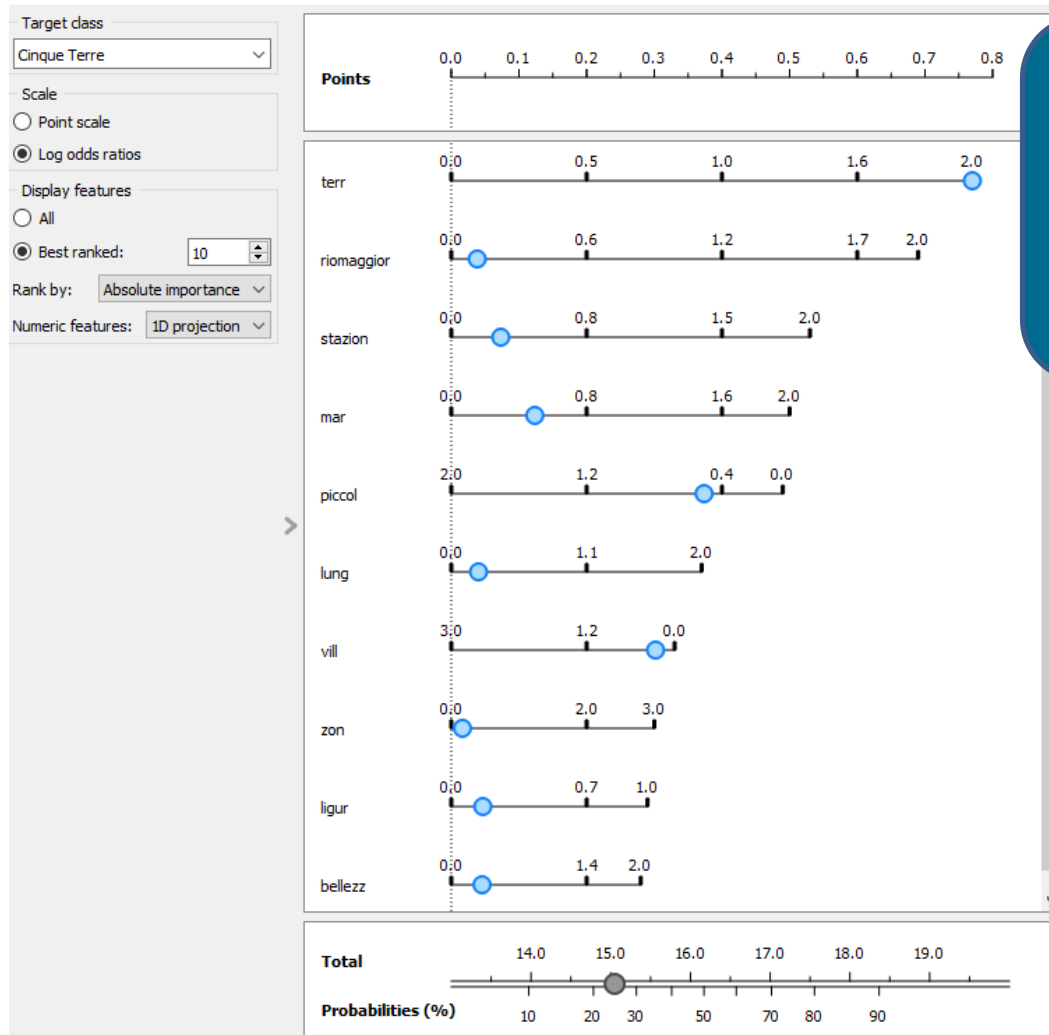 Target class
Cinque Terre
Scale
Point scale
Log odds ratios
Display features
All
Best ranked: 10
Rank by: Absolute importance
Numeric features: 1D projection
Points 0.0 0.1 0.2 0.3 0.4 0.5 0.6 0.7 0.8
terr 0.0 0.5 1.0 1.6 2.0
riomaggior 0.0 0.6 1.2 1.7 2.0
stazion 0.0 0.8 1.5 2.0
mar 0.0 0.8 1.6 2.0
piccol 2.0 1.2 0.4 0.0
lung 0.0 1.1 2.0
vill 3.0 1.2 0.0
zon 0.0 2.0 3.0
ligur 0.0 0.7 1.0
bellezz 0.0 1.4 2.0
Total 14.0 15.0 16.0 17.0 18.0 19.0
Probabilities (%) 10 20 30 50 70 80 90